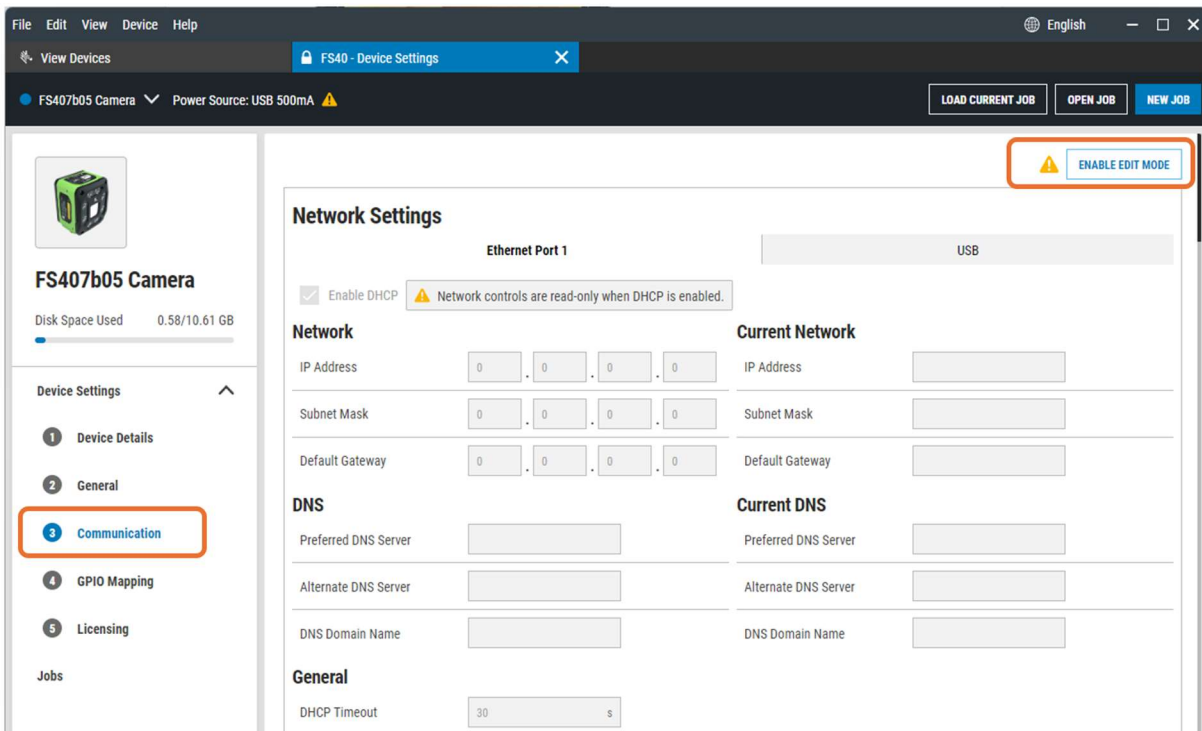 File Edit View Device Help English
View Devices FS40 - Device Settings
FS407b05 Camera Power Source: USB 500mA LOAD CURRENT JOB OPEN JOB NEW JOB
ENABLE EDIT MODE
FS407b05 Camera
Disk Space Used 0.58/10.61 GB
Device Settings
1 Device Details
2 General
3 Communication
4 GPIO Mapping
5 Licensing
Jobs
Network Settings
Ethernet Port 1 USB
Enable DHCP Network controls are read-only when DHCP is enabled.
Network Current Network
IP Address 0 . 0 . 0 . 0 IP Address
Subnet Mask 0 . 0 . 0 . 0 Subnet Mask
Default Gateway 0 . 0 . 0 . 0 Default Gateway
DNS Current DNS
Preferred DNS Server Preferred DNS Server
Alternate DNS Server Alternate DNS Server
DNS Domain Name DNS Domain Name
General
DHCP Timeout 30 s